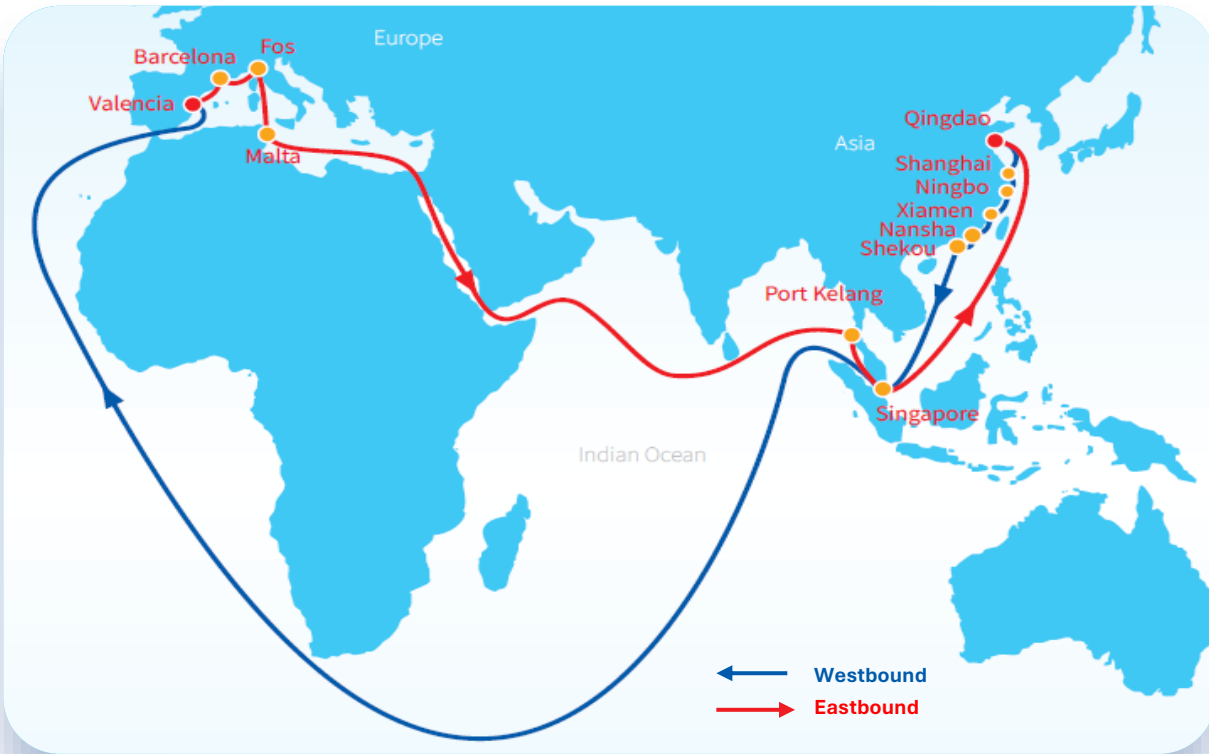 Europe
Fos
Barcelona
Valencia
Malta
Qingdao
Asia
Shanghai
Ningbo
Xiamen
Nansha
Shekou
Port Kelang
Singapore
Indian Ocean
Westbound
Eastbound